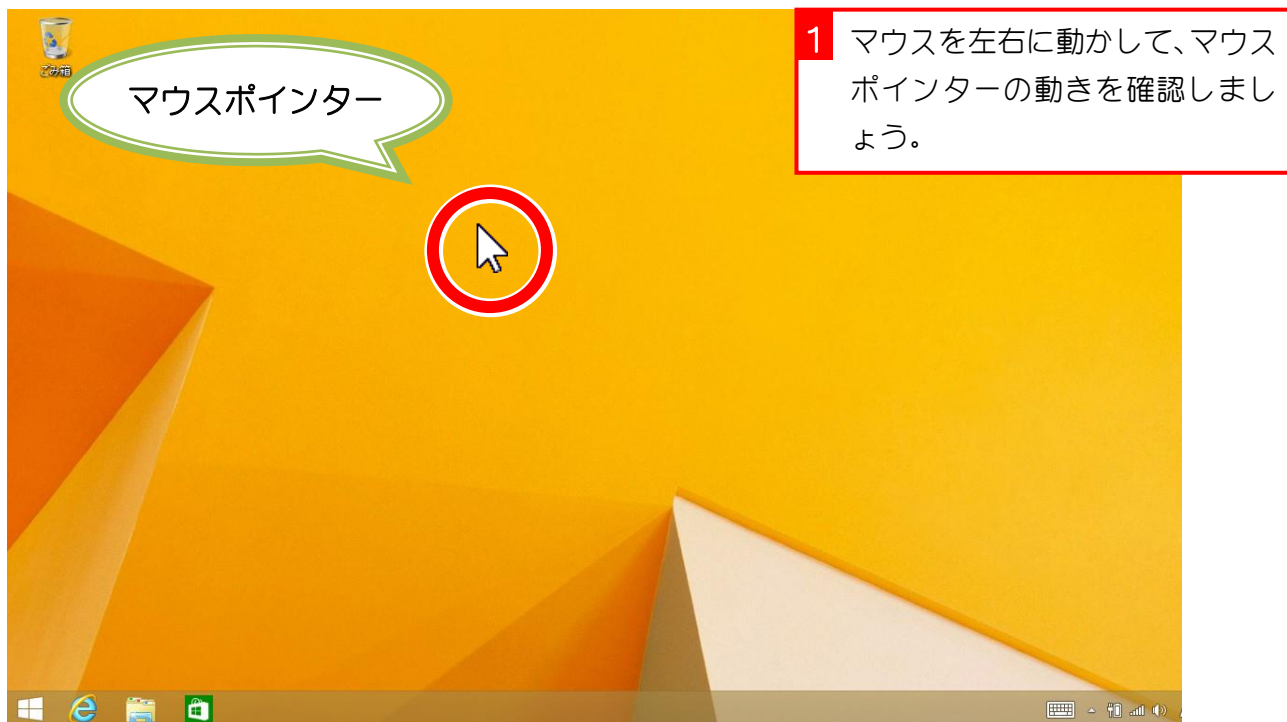 ごみ箱
マウスポインター
1 マウスを左右に動かして、マウス
ポインターの動きを確認しまし
ょう。